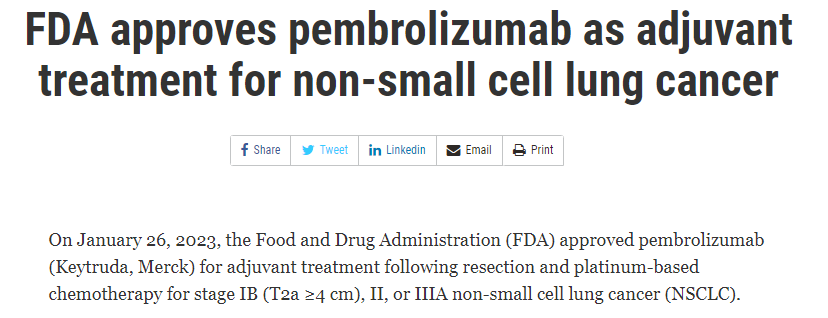 FDA approves pembrolizumab as adjuvant
treatment for non-small cell lung cancer
Share Tweet Linkedin Email Print
On January 26, 2023, the Food and Drug Administration (FDA) approved pembrolizumab
(Keytruda, Merck) for adjuvant treatment following resection and platinum-based
chemotherapy for stage IB (T2a ≥4 cm), II, or IIIA non-small cell lung cancer (NSCLC).